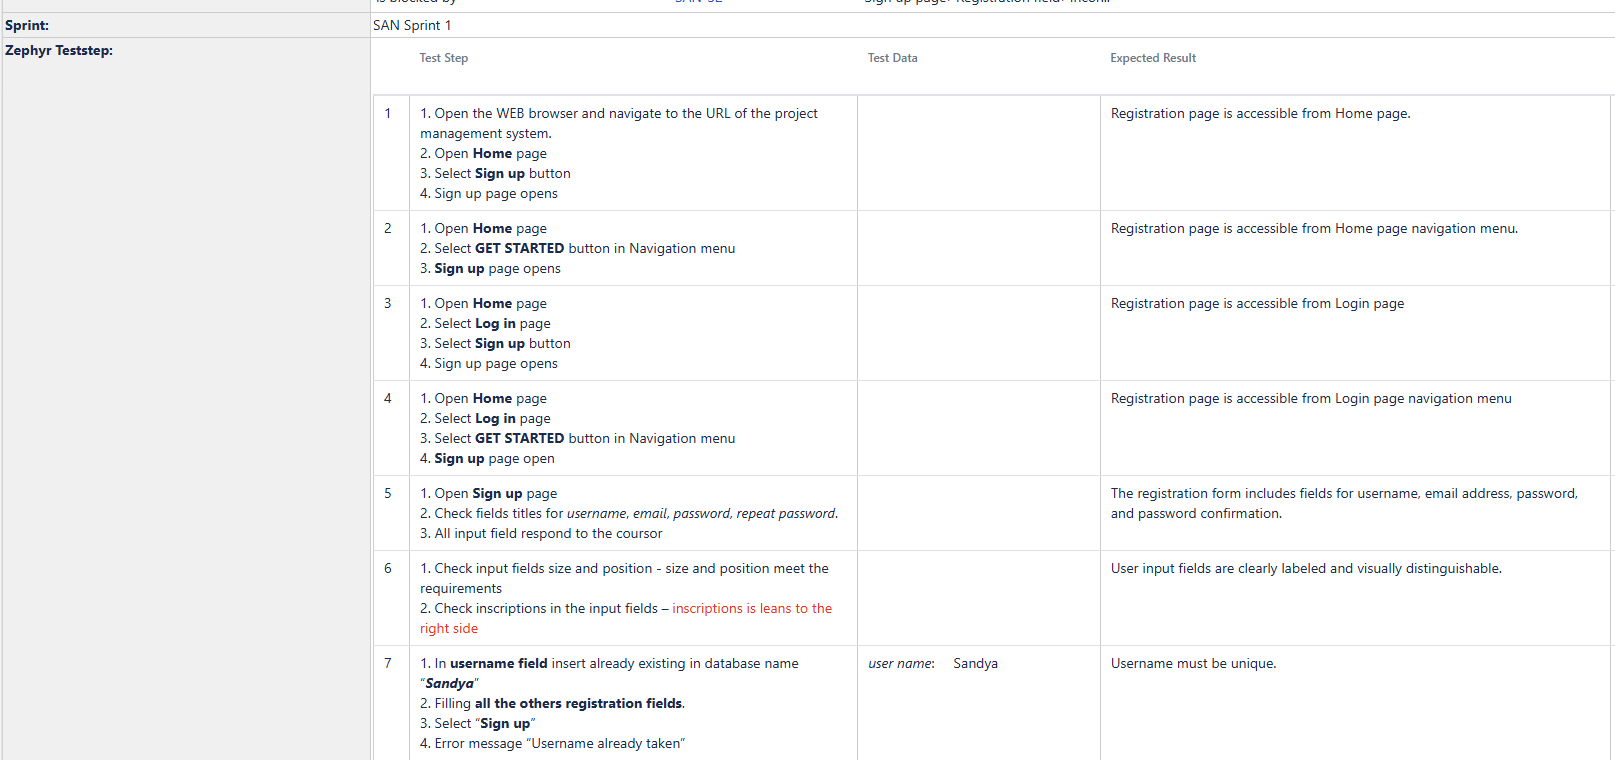 is blocked by SAN-52 Sign up page> Registration field> Incon...
Sprint: SAN Sprint 1
Zephyr Teststep:
Test Step Test Data Expected Result
1 1. Open the WEB browser and navigate to the URL of the project Registration page is accessible from Home page.
management system.
2. Open Home page
3. Select Sign up button
4. Sign up page opens
2 1. Open Home page Registration page is accessible from Home page navigation menu.
2. Select GET STARTED button in Navigation menu
3. Sign up page opens
3 1. Open Home page Registration page is accessible from Login page
2. Select Log in page
3. Select Sign up button
4. Sign up page opens
4 1. Open Home page Registration page is accessible from Login page navigation menu
2. Select Log in page
3. Select GET STARTED button in Navigation menu
4. Sign up page open
5 1. Open Sign up page The registration form includes fields for username, email address, password,
2. Check fields titles for username, email, password, repeat password. and password confirmation.
3. All input field respond to the coursor
6 1. Check input fields size and position - size and position meet the User input fields are clearly labeled and visually distinguishable.
requirements
2. Check inscriptions in the input fields – inscriptions is leans to the
right side
7 1. In username field insert already existing in database name user name: Sandya Username must be unique.
“Sandya”
2. Filling all the others registration fields.
3. Select “Sign up”
4. Error message “Username already taken”